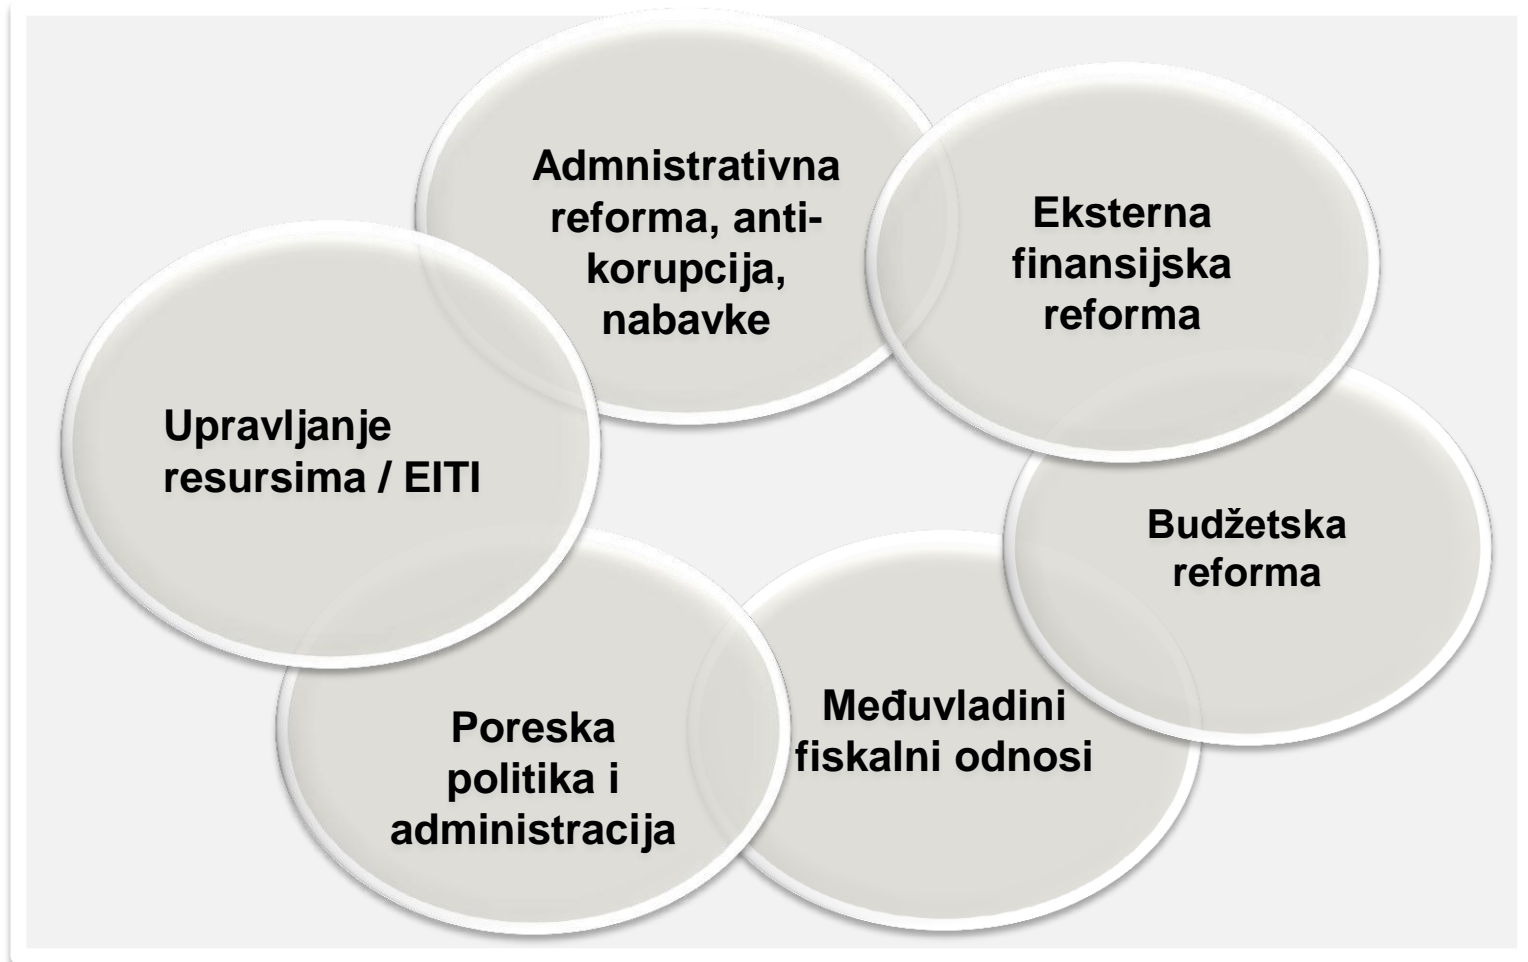 Admnistrativna
reforma, anti-
korupcija,
nabavke
Eksterna
finansijska
reforma
Upravljanje
resursima / EITI
Budžetska
reforma
Međuvladini
fiskalni odnosi
Poreska
politika i
administracija